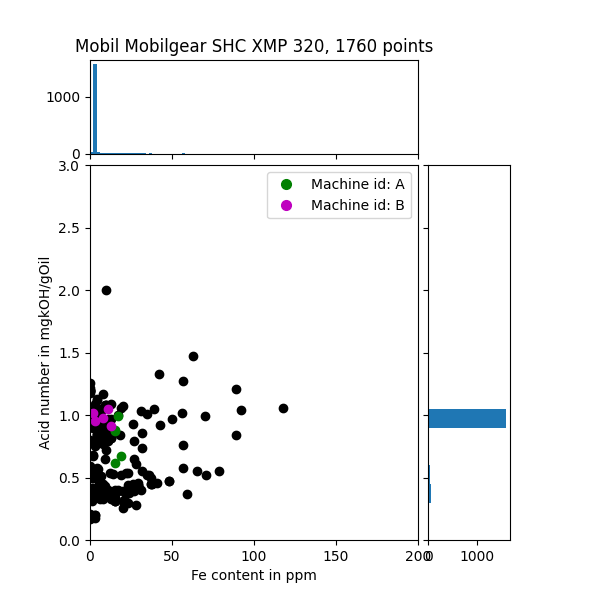 Mobil Mobilgear SHC XMP 320, 1760 points
1000
0
3.0
2.5
2.0
1.5
1.0
0.5
0.0
Acid number in mgkOH/gOil
Machine id: A
Machine id: B
0 50 100 150 200
Fe content in ppm
0 1000